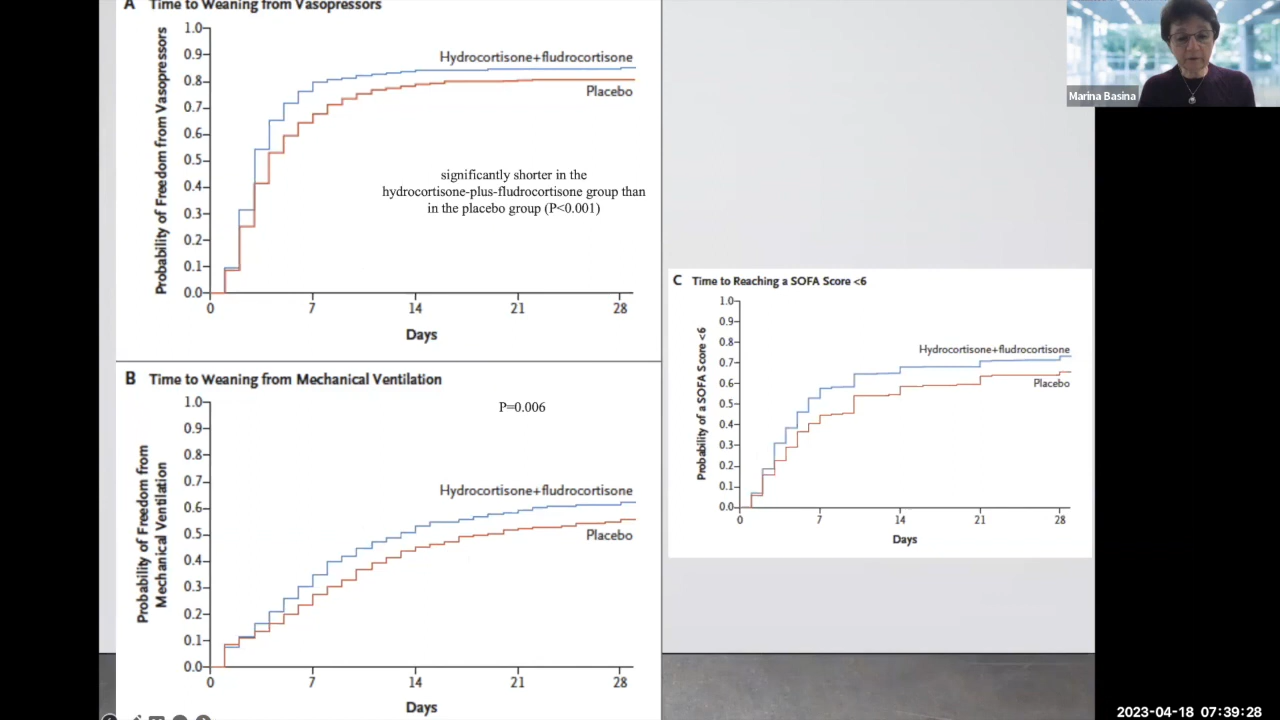 A Time to Weaning from Vasopressors
Probability of Freedom from Vasopressors
1.0
0.9
0.8
0.7
0.6
0.5
0.4
0.3
0.2
0.1
0.0
Hydrocortisone+fludrocortisone
Placebo
significantly shorter in the
hydrocortisone-plus-fludrocortisone group than
in the placebo group (P<0.001)
0 7 14 21 28
Days
B Time to Weaning from Mechanical Ventilation
P=0.006
Probability of Freedom from
Mechanical Ventilation
1.0
0.9
0.8
0.7
0.6
0.5
0.4
0.3
0.2
0.1
0.0
Hydrocortisone+fludrocortisone
Placebo
0 7 14 21 28
Days
C Time to Reaching a SOFA Score <6
Probability of a SOFA Score <6
1.0
0.9
0.8
0.7
0.6
0.5
0.4
0.3
0.2
0.1
0.0
Hydrocortisone+fludrocortisone
Placebo
0 7 14 21 28
Days
Marina Basina
2023-04-18 07:39:28